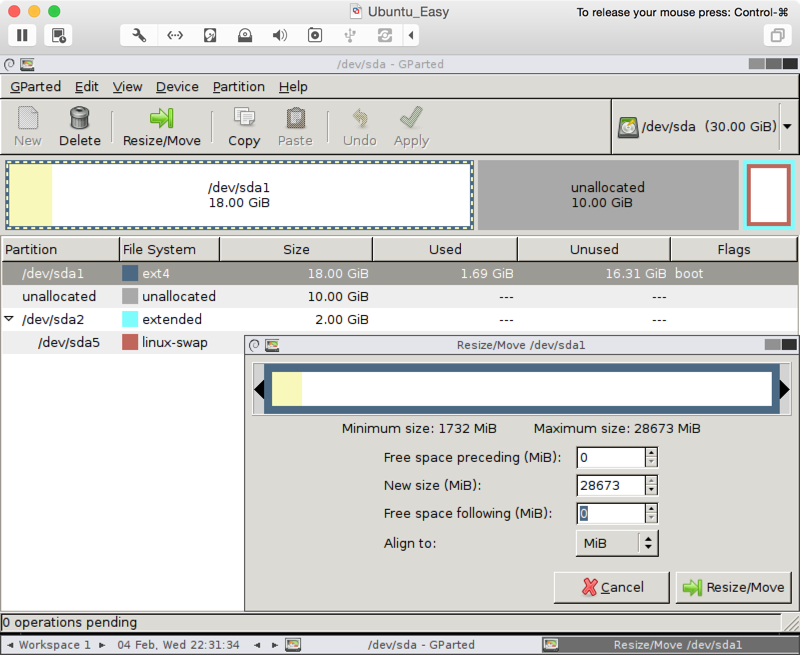 Ubuntu_Easy
To release your mouse press: Control-⌘
/dev/sda - GParted
GParted Edit View Device Partition Help
New Delete Resize/Move Copy Paste Undo Apply /dev/sda (30.00 GiB)
/dev/sda1
18.00 GiB
unallocated
10.00 GiB
Partition File System Size Used Unused Flags
/dev/sda1 ext4 18.00 GiB 1.69 GiB 16.31 GiB boot
unallocated unallocated 10.00 GiB --- ---
/dev/sda2 extended 2.00 GiB --- ---
/dev/sda5 linux-swap
Resize/Move /dev/sda1
Minimum size: 1732 MiB Maximum size: 28673 MiB
Free space preceding (MiB): 0
New size (MiB): 28673
Free space following (MiB): 0
Align to: MiB
Cancel Resize/Move
0 operations pending
Workspace 1 04 Feb, Wed 22:31:34 /dev/sda - GParted Resize/Move /dev/sda1